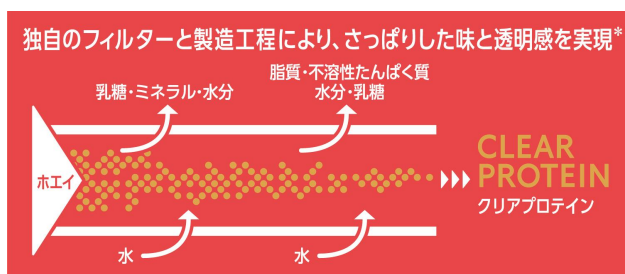 独自のフィルターと製造工程により、さっぱりした味と透明感を実現*
乳糖・ミネラル・水分
脂質・不溶性たんぱく質
水分・乳糖
ホエイ
CLEAR
PROTEIN
クリアプロテイン
水
水